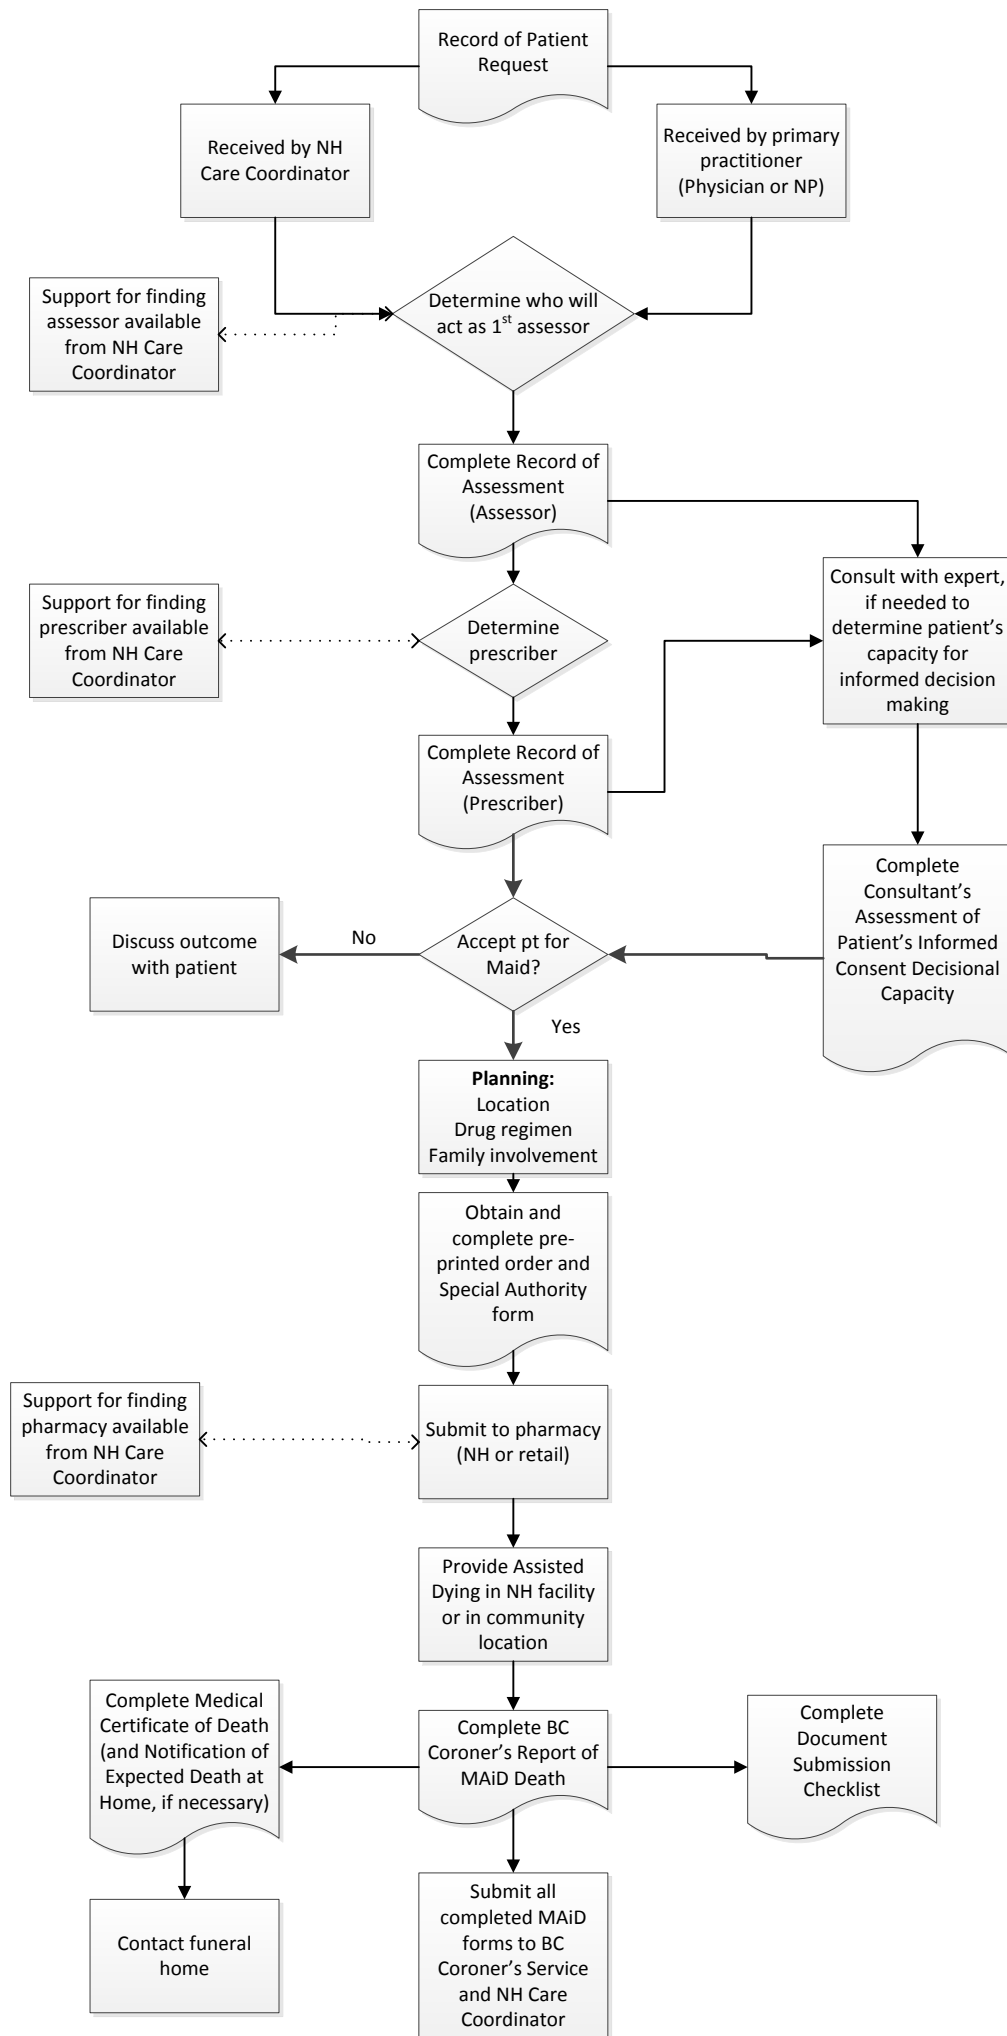 Record of Patient
Request
Received by NH
Care Coordinator
Received by primary
practitioner
(Physician or NP)
Determine who will
act as 1st assessor
Support for finding
assessor available
from NH Care
Coordinator
Complete Record of
Assessment
(Assessor)
Consult with expert,
if needed to
determine patient's
capacity for
informed decision
making
Support for finding
prescriber available
from NH Care
Coordinator
Determine
prescriber
Complete Record of
Assessment
(Prescriber)
Complete
Consultant's
Assessment of
Patient's Informed
Consent Decisional
Capacity
Discuss outcome
with patient
No
Accept pt for
Maid?
Yes
Planning:
Location
Drug regimen
Family involvement
Obtain and
complete pre-
printed order and
Special Authority
form
Support for finding
pharmacy available
from NH Care
Coordinator
Submit to pharmacy
(NH or retail)
Provide Assisted
Dying in NH facility
or in community
location
Complete Medical
Certificate of Death
(and Notification of
Expected Death at
Home, if necessary)
Complete BC
Coroner's Report of
MAiD Death
Complete
Document
Submission
Checklist
Contact funeral
home
Submit all
completed MAiD
forms to BC
Coroner's Service
and NH Care
Coordinator